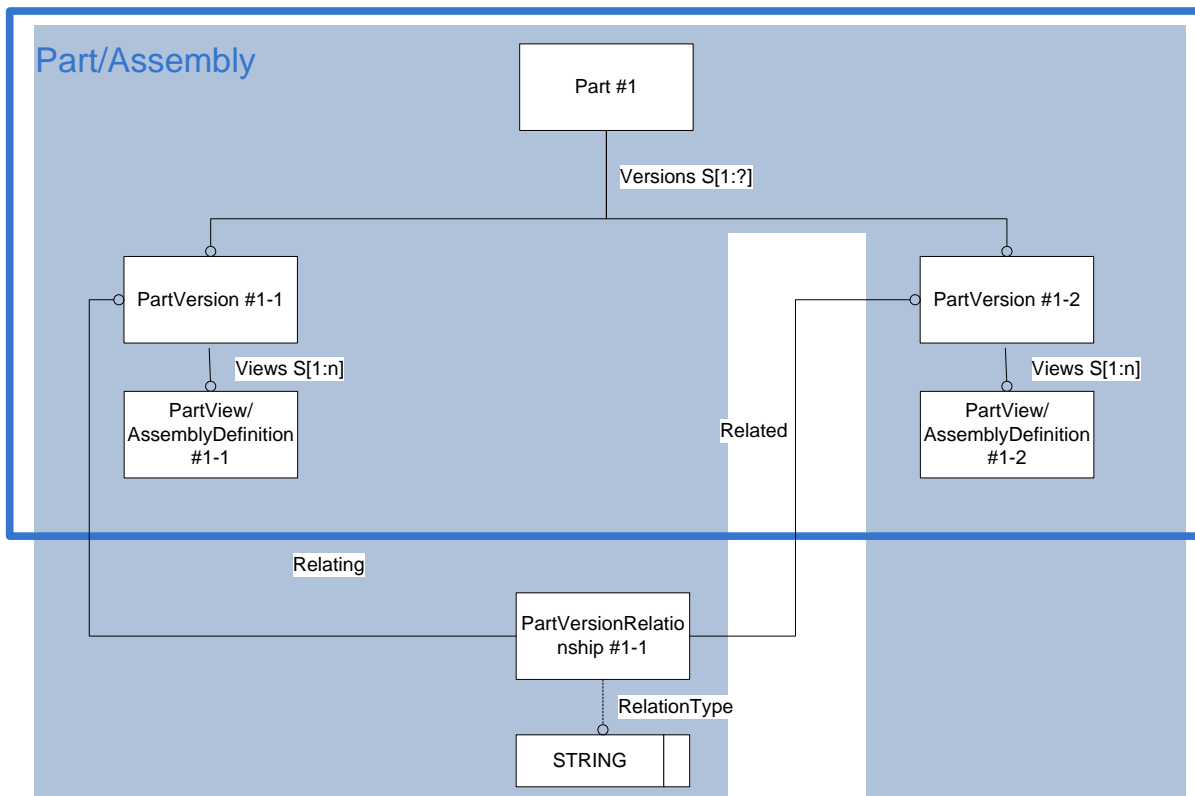 Part/Assembly
Part #1
Versions S[1:?]
PartVersion #1-1
PartVersion #1-2
Views S[1:n]
Views S[1:n]
PartView/
AssemblyDefinition
#1-1
PartView/
AssemblyDefinition
#1-2
Related
Relating
PartVersionRelatio
nship #1-1
RelationType
STRING